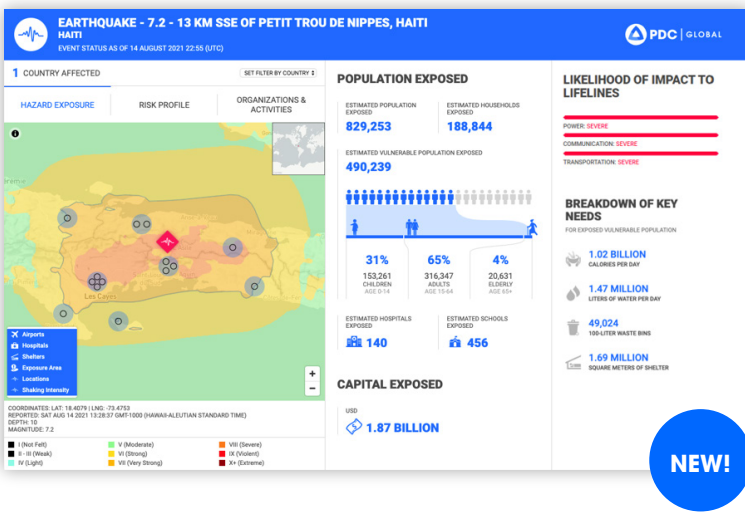 EARTHQUAKE - 7.2 - 13 KM SSE OF PETIT TROU DE NIPPES, HAITI
HAITI
EVENT STATUS AS OF 14 AUGUST 2021 22:55 (UTC)
PDC | GLOBAL
1 COUNTRY AFFECTED
SET FILTER BY COUNTRY
HAZARD EXPOSURE
RISK PROFILE
ORGANIZATIONS &
ACTIVITIES
Les Cayes
Airports
Hospitals
Shelters
Exposure Area
Locations
Shaking Intensity
+
−
COORDINATES: LAT: 18.4079 | LNG: -73.4753
REPORTED: SAT AUG 14 2021 13:28:37 GMT-1000 (HAWAII-ALEUTIAN STANDARD TIME)
DEPTH: 10
MAGNITUDE: 7.2
I (Not Felt)
II - III (Weak)
IV (Light)
V (Moderate)
VI (Strong)
VII (Very Strong)
VIII (Severe)
IX (Violent)
X+ (Extreme)
POPULATION EXPOSED
ESTIMATED POPULATION
EXPOSED
829,253
ESTIMATED HOUSEHOLDS
EXPOSED
188,844
ESTIMATED VULNERABLE POPULATION EXPOSED
490,239
31%
153,261
CHILDREN
AGE 0-14
65%
316,347
ADULTS
AGE 15-64
4%
20,631
ELDERLY
AGE 65+
ESTIMATED HOSPITALS
EXPOSED
140
ESTIMATED SCHOOLS
EXPOSED
456
CAPITAL EXPOSED
USD
1.87 BILLION
LIKELIHOOD OF IMPACT TO
LIFELINES
POWER: SEVERE
COMMUNICATION: SEVERE
TRANSPORTATION: SEVERE
BREAKDOWN OF KEY
NEEDS
FOR EXPOSED VULNERABLE POPULATION
1.02 BILLION
CALORIES PER DAY
1.47 MILLION
LITERS OF WATER PER DAY
49,024
100-LITER WASTE BINS
1.69 MILLION
SQUARE METERS OF SHELTER
NEW!